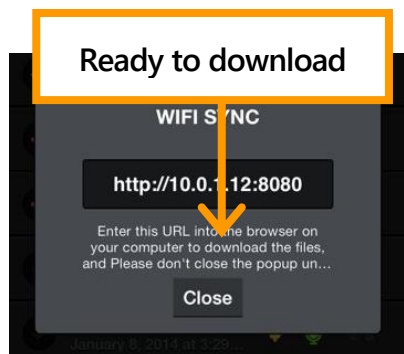 Ready to download
WIFI SYNC
http://10.0.1.12:8080
Enter this URL into the browser on
your computer to download the files,
and Please don't close the popup un...
Close
January 8, 2014 at 3:29...